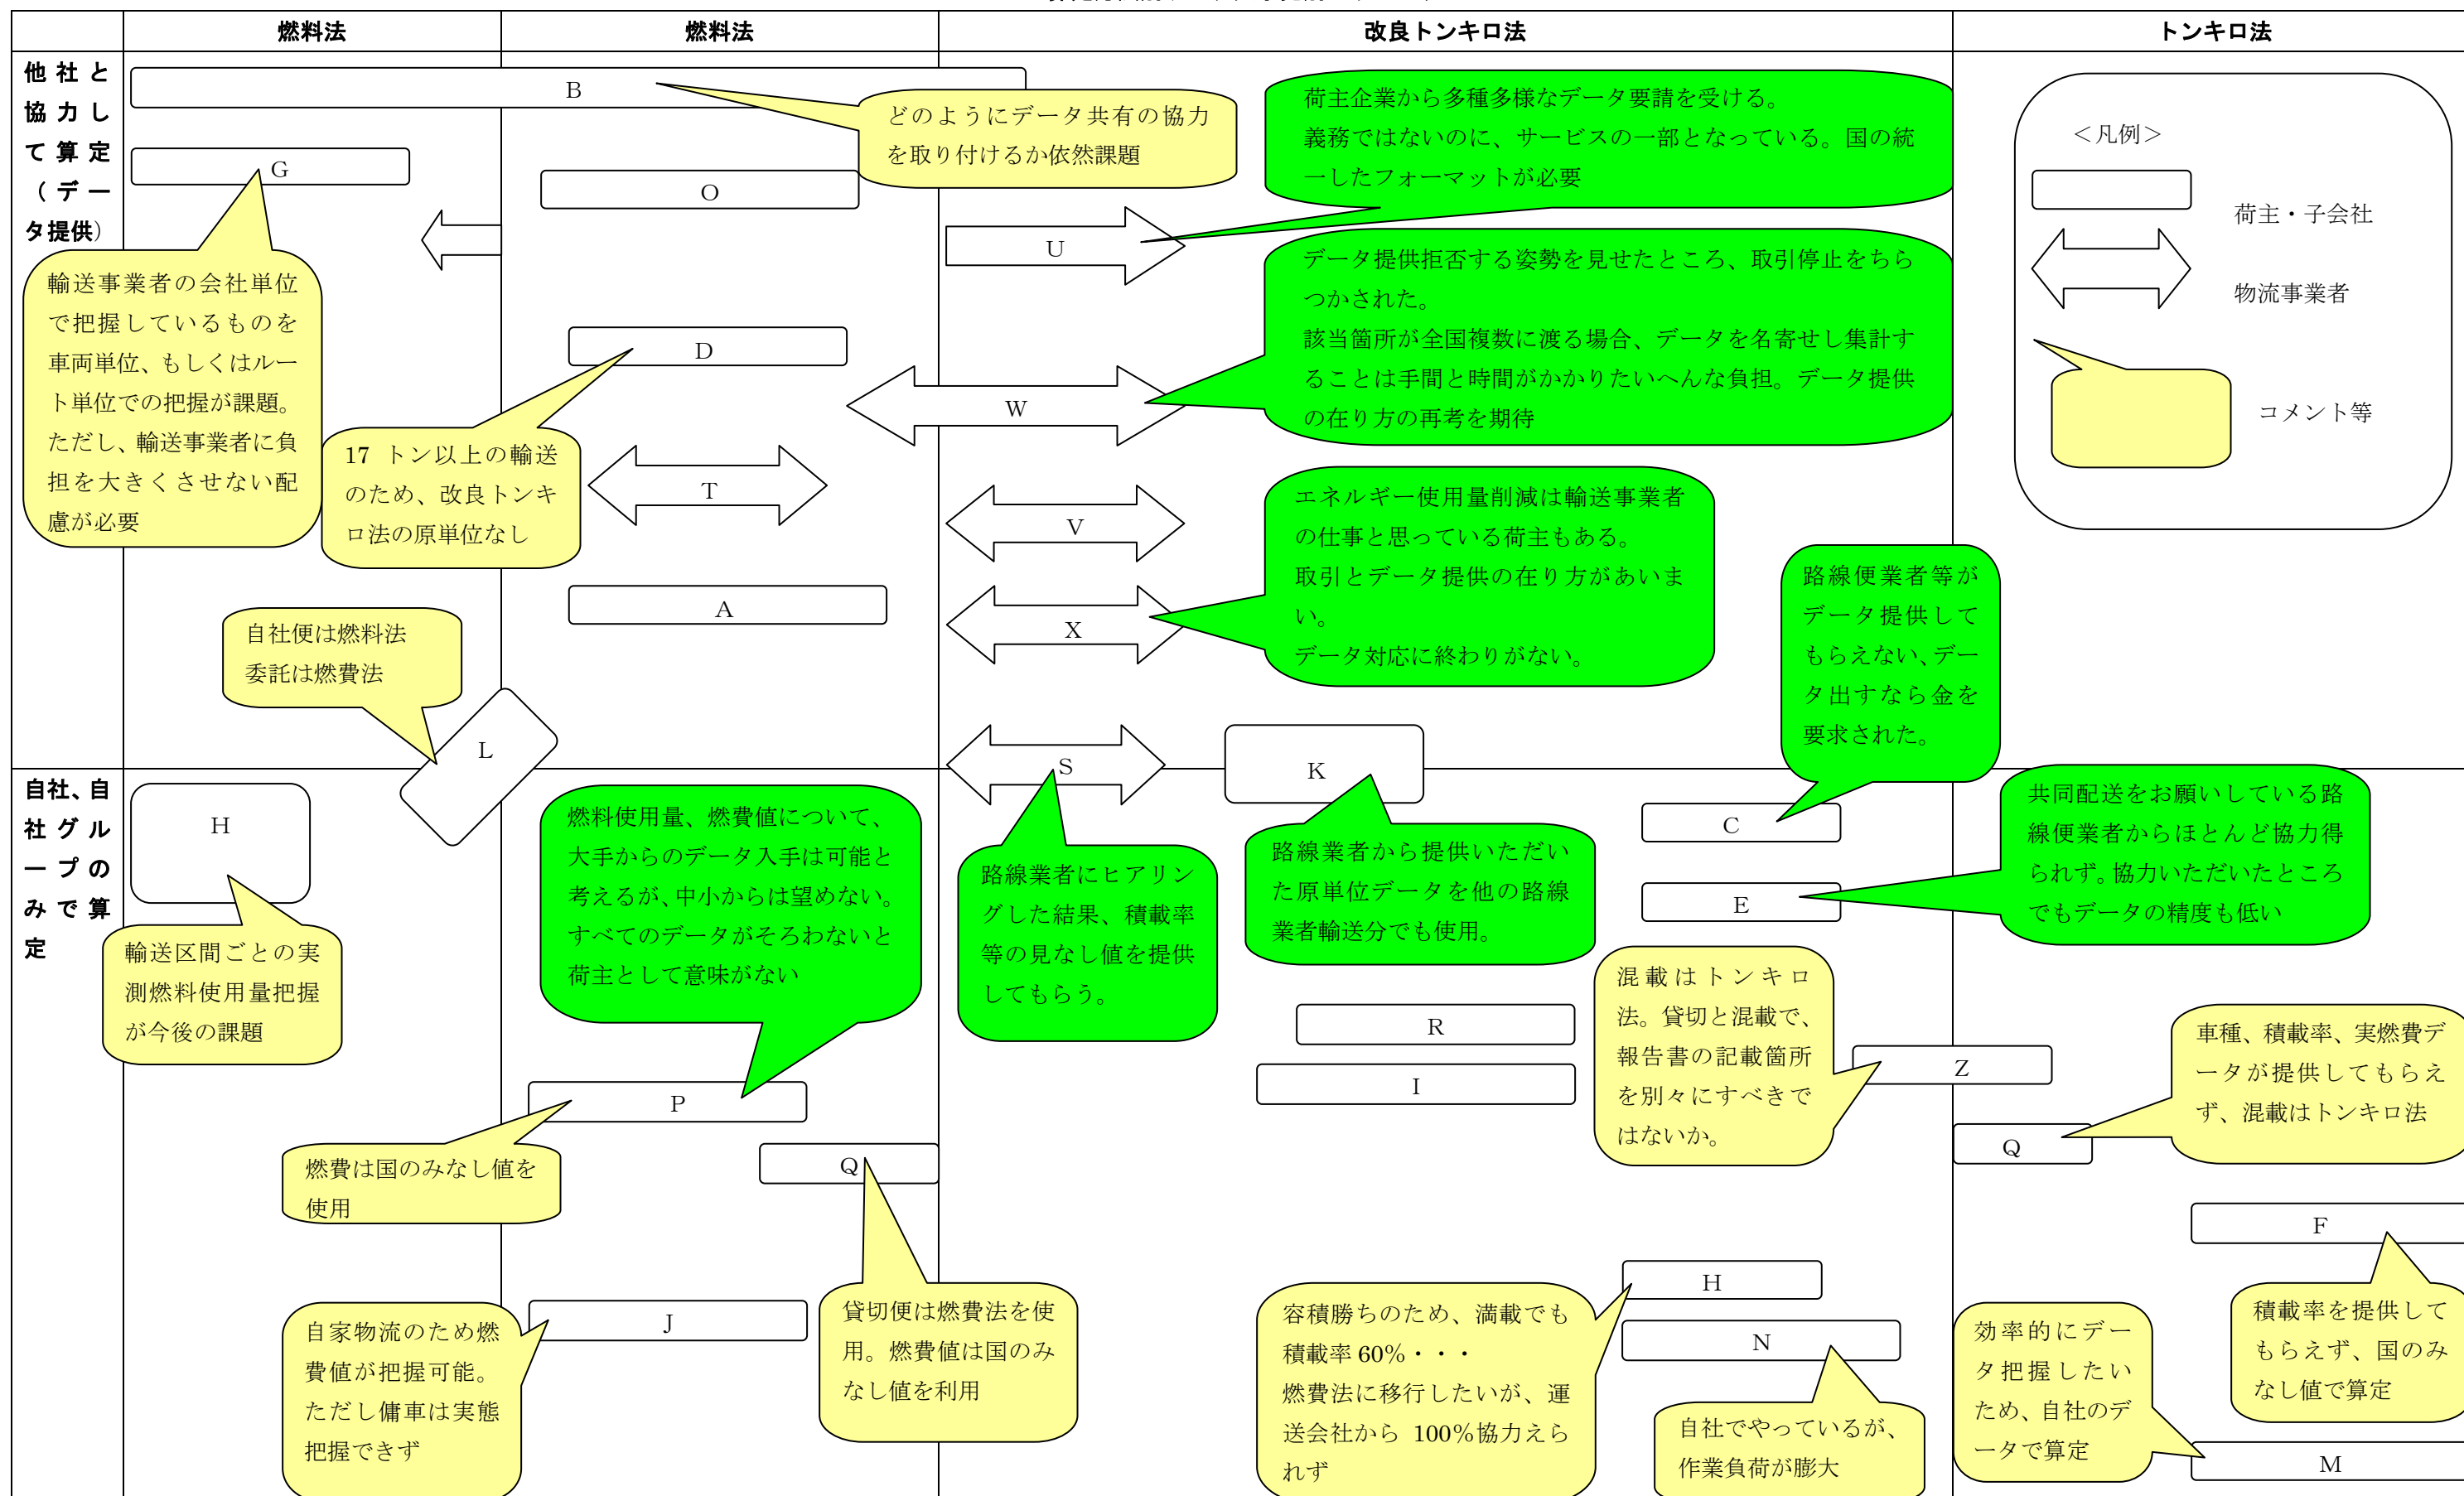 燃料法
燃料法
改良トンキロ法
トンキロ法
他社と
協力し
て算定
（デー
タ提供）
B
どのようにデータ共有の協力
を取り付けるか依然課題
荷主企業から多種多様なデータ要請を受ける。
義務ではないのに、サービスの一部となっている。国の統
一したフォーマットが必要
＜凡例＞
荷主・子会社
物流事業者
コメント等
G
O
U
輸送事業者の会社単位
で把握しているものを
車両単位、もしくはルー
ト単位での把握が課題。
ただし、輸送事業者に負
担を大きくさせない配
慮が必要
データ提供拒否する姿勢を見せたところ、取引停止をちら
つかされた。
該当箇所が全国複数に渡る場合、データを名寄せし集計す
ることは手間と時間がかかりたいへんな負担。データ提供
の在り方の再考を期待
D
W
17 トン以上の輸送
のため、改良トンキ
ロ法の原単位なし
T
V
エネルギー使用量削減は輸送事業者
の仕事と思っている荷主もある。
取引とデータ提供の在り方があいま
い。
データ対応に終わりがない。
A
X
路線便業者等が
データ提供して
もらえない、デー
タ出すなら金を
要求された。
自社便は燃料法
委託は燃費法
L
S
K
自社、自
社グル
ープの
みで算
定
H
燃料使用量、燃費値について、
大手からのデータ入手は可能と
考えるが、中小からは望めない。
すべてのデータがそろわないと
荷主として意味がない
路線業者にヒアリン
グした結果、積載率
等の見なし値を提供
してもらう。
路線業者から提供いただい
た原単位データを他の路線
業者輸送分でも使用。
C
E
共同配送をお願いしている路
線便業者からほとんど協力得
られず。協力いただいたところ
でもデータの精度も低い
輸送区間ごとの実
測燃料使用量把握
が今後の課題
混載はトンキロ
法。貸切と混載で、
報告書の記載箇所
を別々にすべきで
はないか。
R
I
Z
車種、積載率、実燃費デ
ータが提供してもらえ
ず、混載はトンキロ法
P
Q
Q
燃費は国のみなし値を
使用
F
H
J
N
自家物流のため燃
費値が把握可能。
ただし傭車は実態
把握できず
貸切便は燃費法を使
用。燃費値は国のみ
なし値を利用
容積勝ちのため、満載でも
積載率 60%・・・
燃費法に移行したいが、運
送会社から 100%協力えら
れず
自社でやっているが、
作業負荷が膨大
効率的にデー
タ把握したい
ため、自社のデ
ータで算定
積載率を提供して
もらえず、国のみ
なし値で算定
M